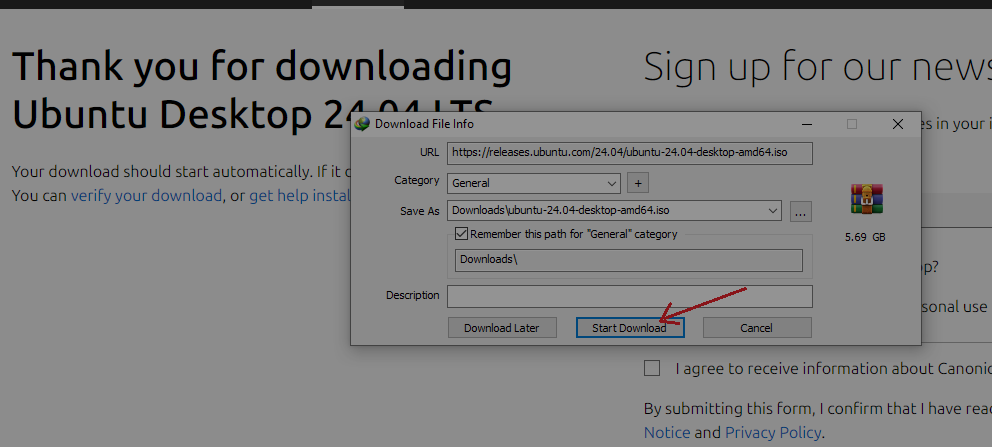 Thank you for downloading
Ubuntu Desktop 24.04 LTS
Your download should start automatically. If it d
You can verify your download, or get help instal
Sign up for our news
es in your i
Download File Info
URL
https://releases.ubuntu.com/24.04/ubuntu-24.04-desktop-amd64.iso
Category
General
+
Save As
Downloads\ubuntu-24.04-desktop-amd64.iso
...
Remember this path for "General" category
Downloads\
5.69 GB
Description
Download Later
Start Download
Cancel
op?
sonal use
I agree to receive information about Canonic
By submitting this form, I confirm that I have read
Notice and Privacy Policy.